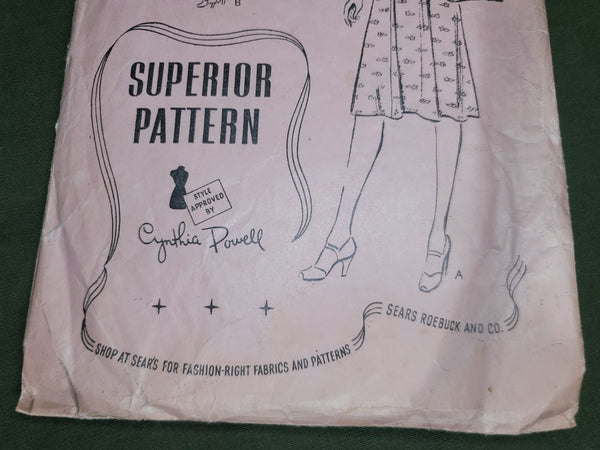 B
SUPERIOR
PATTERN
STYLE
APPROVED
BY
Cynthia Powell
A
SEARS ROEBUCK AND CO.
SHOP AT SEARS FOR FASHION-RIGHT FABRICS AND PATTERNS